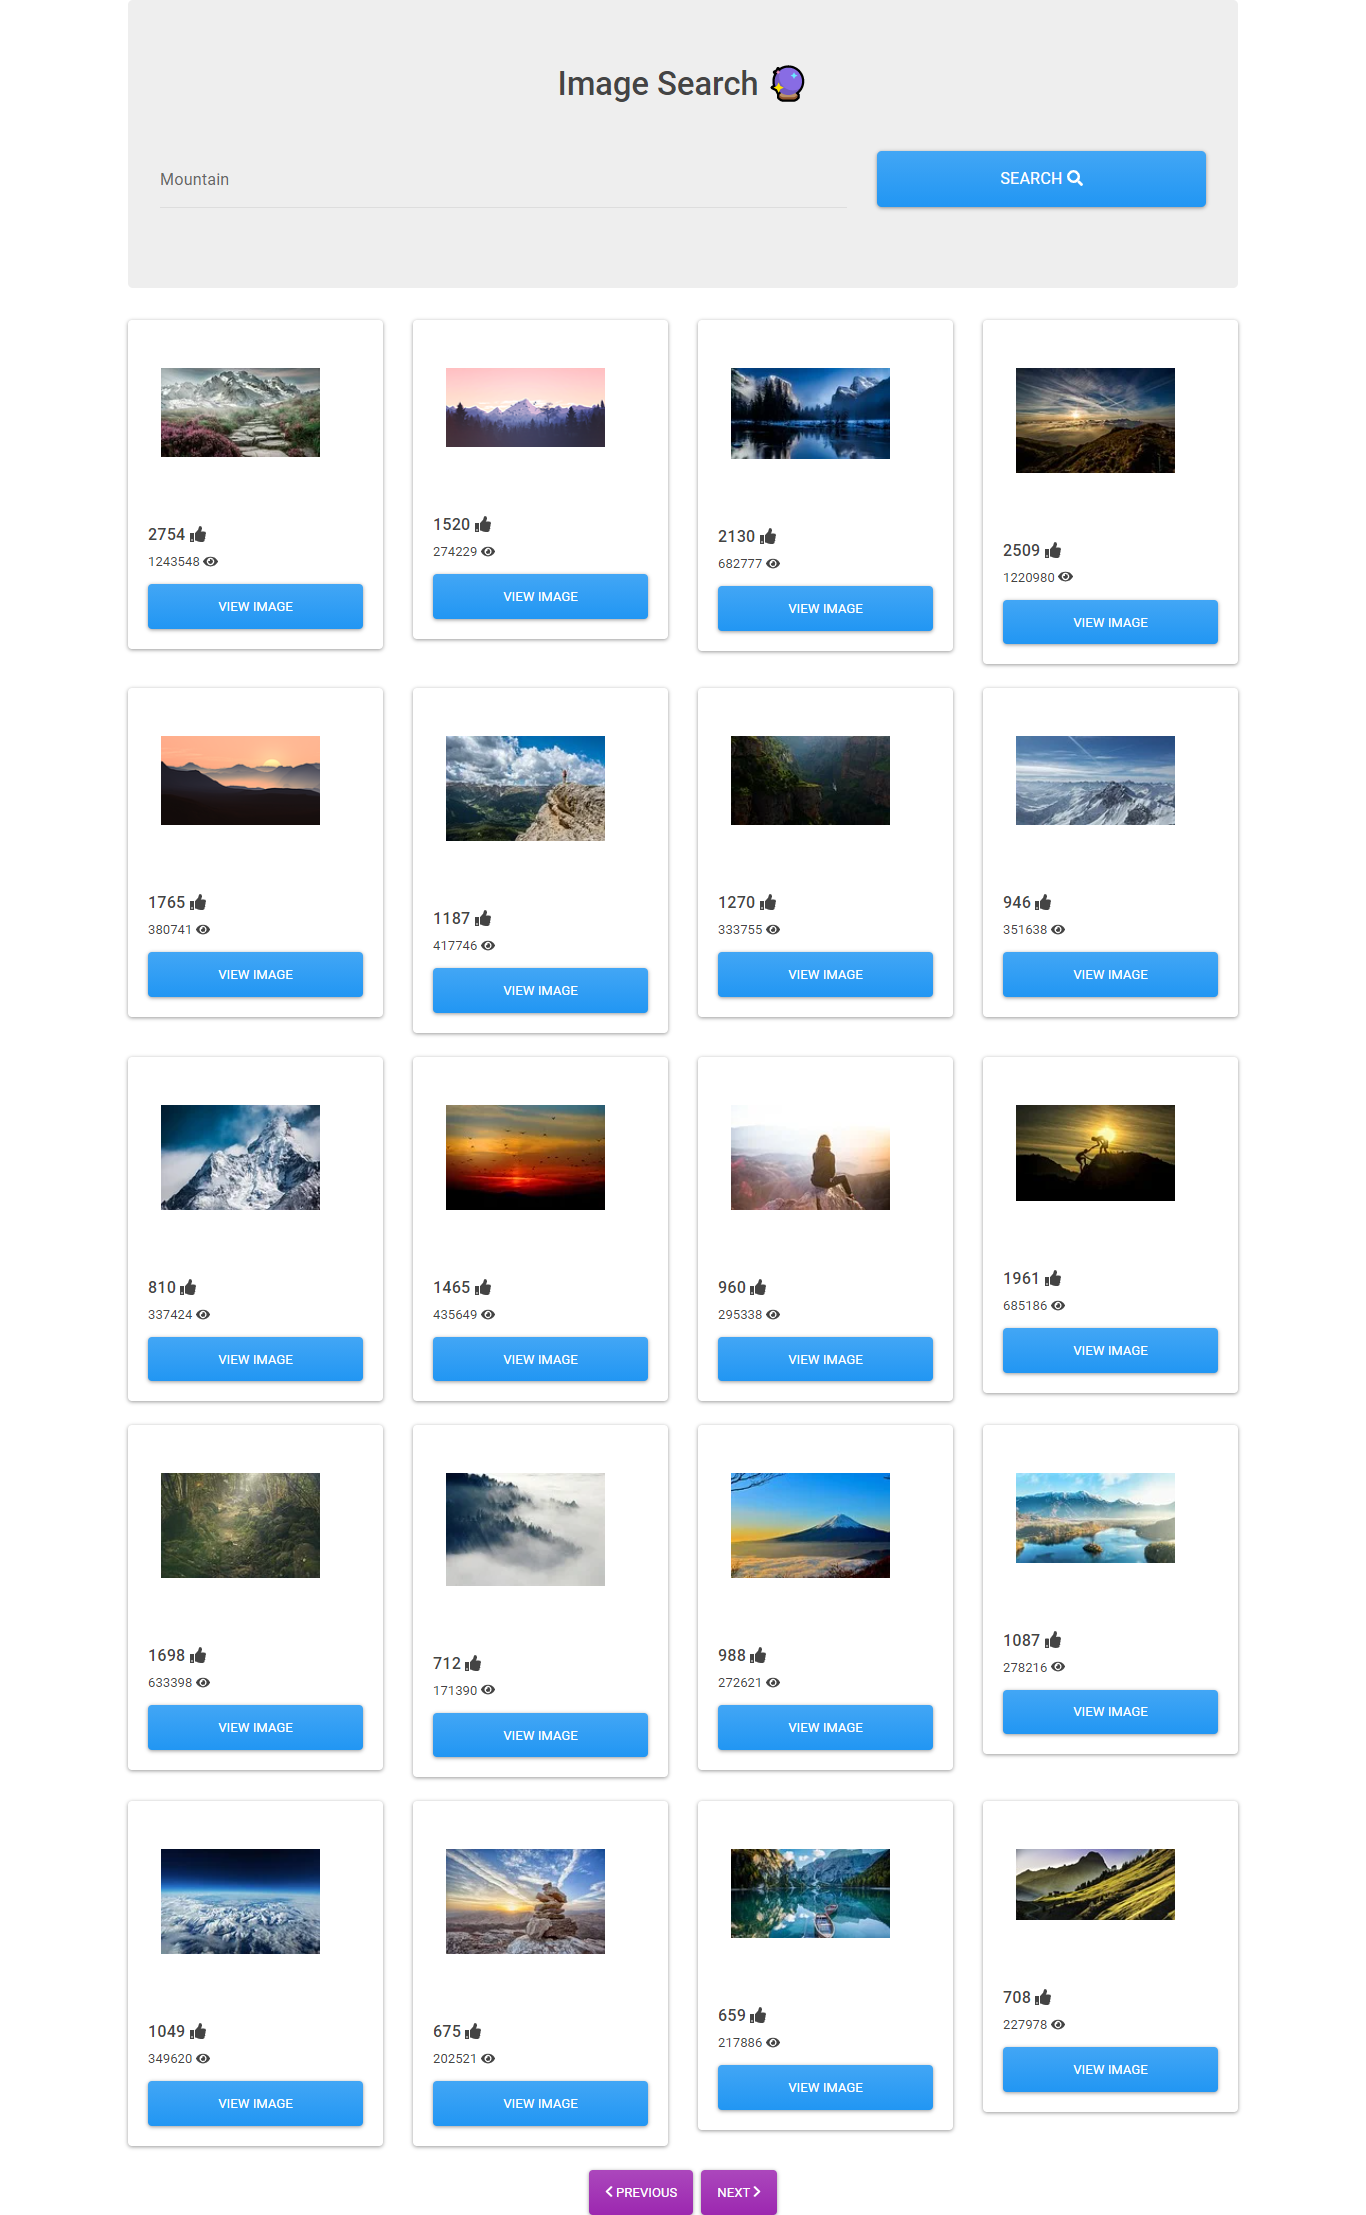 Image Search
Mountain
SEARCH
2754
1243548
VIEW IMAGE
1520
274229
VIEW IMAGE
2130
682777
VIEW IMAGE
2509
1220980
VIEW IMAGE
1765
380741
VIEW IMAGE
1187
417746
VIEW IMAGE
1270
333755
VIEW IMAGE
946
351638
VIEW IMAGE
810
337424
VIEW IMAGE
1465
435649
VIEW IMAGE
960
295338
VIEW IMAGE
1961
685186
VIEW IMAGE
1698
633398
VIEW IMAGE
712
171390
VIEW IMAGE
988
272621
VIEW IMAGE
1087
278216
VIEW IMAGE
1049
349620
VIEW IMAGE
675
202521
VIEW IMAGE
659
217886
VIEW IMAGE
708
227978
VIEW IMAGE
PREVIOUS
NEXT